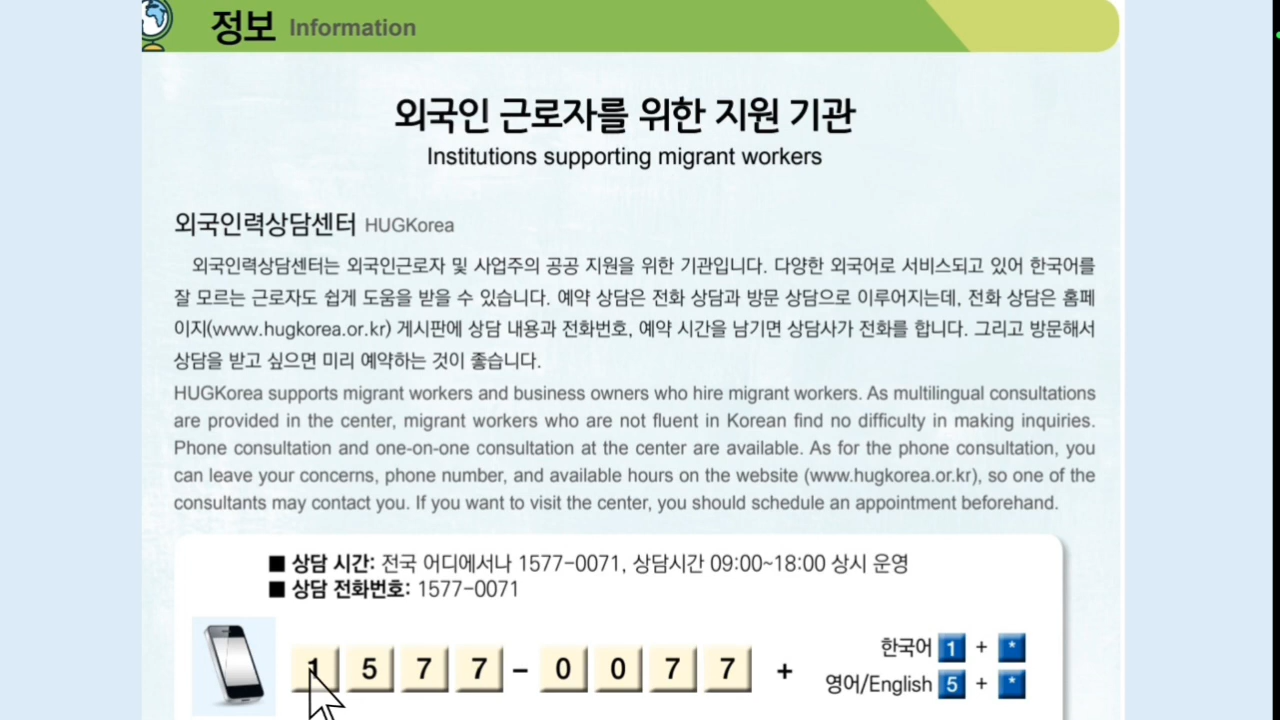 정보 Information
외국인 근로자를 위한 지원 기관
Institutions supporting migrant workers
외국인력상담센터 HUGKorea
외국인력상담센터는 외국인근로자 및 사업주의 공공 지원을 위한 기관입니다. 다양한 외국어로 서비스되고 있어 한국어를
잘 모르는 근로자도 쉽게 도움을 받을 수 있습니다. 예약 상담은 전화 상담과 방문 상담으로 이루어지는데, 전화 상담은 홈페
이지(www.hugkorea.or.kr) 게시판에 상담 내용과 전화번호, 예약 시간을 남기면 상담사가 전화를 합니다. 그리고 방문해서
상담을 받고 싶으면 미리 예약하는 것이 좋습니다.
HUGKorea supports migrant workers and business owners who hire migrant workers. As multilingual consultations
are provided in the center, migrant workers who are not fluent in Korean find no difficulty in making inquiries.
Phone consultation and one-on-one consultation at the center are available. As for the phone consultation, you
can leave your concerns, phone number, and available hours on the website (www.hugkorea.or.kr), so one of the
consultants may contact you. If you want to visit the center, you should schedule an appointment beforehand.
■ 상담 시간: 전국 어디에서나 1577-0071, 상담시간 09:00~18:00 상시 운영
■ 상담 전화번호: 1577-0071
1 5 7 7 - 0 0 7 7 +
한국어 1 + *
영어/English 5 + *